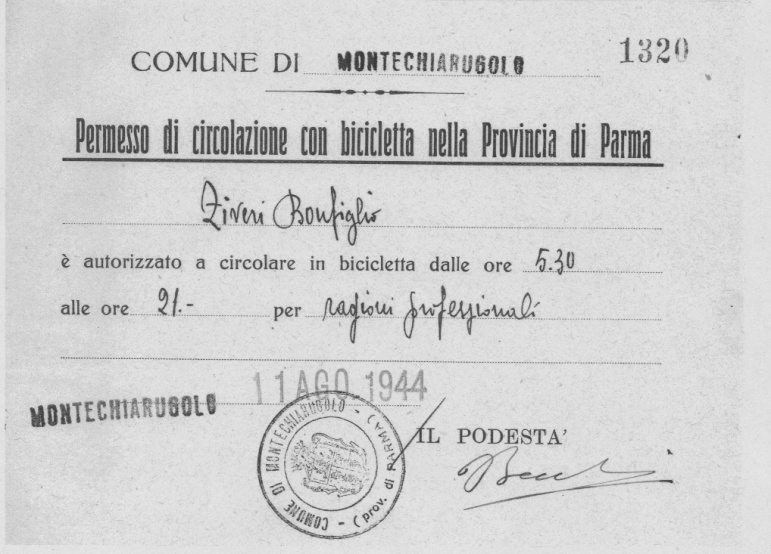 COMUNE DI MONTECHIARUGOLO 1320
Permesso di circolazione con bicicletta nella Provincia di Parma
Ziveri Bonfiglio
è autorizzato a circolare in bicicletta dalle ore 5.30
alle ore 21.- per ragioni professionali
11 AGO. 1944
MONTECHIARUGOLO
COMUNE DI MONTECHIARUGOLO - (prov. di PARMA) -
IL PODESTA'